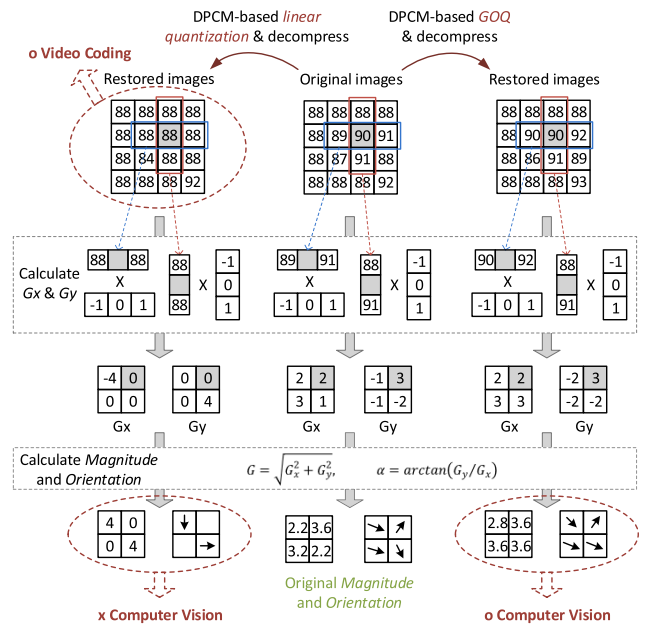 DPCM-based linear quantization & decompress
DPCM-based GOQ & decompress
o Video Coding
Restored images
Original images
Restored images
88 88 88 88
88 88 88 88
88 84 88 88
88 88 88 92
88 88 88 88
88 89 90 91
88 87 91 88
88 88 88 92
88 88 88 88
88 90 90 92
88 86 91 89
88 88 88 93
Calculate
Gx & Gy
88 88
X
-1 0 1
88
88
X
-1
0
1
89 91
X
-1 0 1
88
91
X
-1
0
1
90 92
X
-1 0 1
88
91
X
-1
0
1
-4 0
0 0
Gx
0 0
0 4
Gy
2 2
3 1
Gx
-1 3
-1 -2
Gy
2 2
3 3
Gx
-2 3
-2 -2
Gy
Calculate Magnitude
and Orientation
G = √(G_x^2 + G_y^2),
α = arctan(G_y/G_x)
4 0
0 4
2.2 3.6
3.2 2.2
2.8 3.6
3.6 3.6
Original Magnitude
and Orientation
x Computer Vision
o Computer Vision